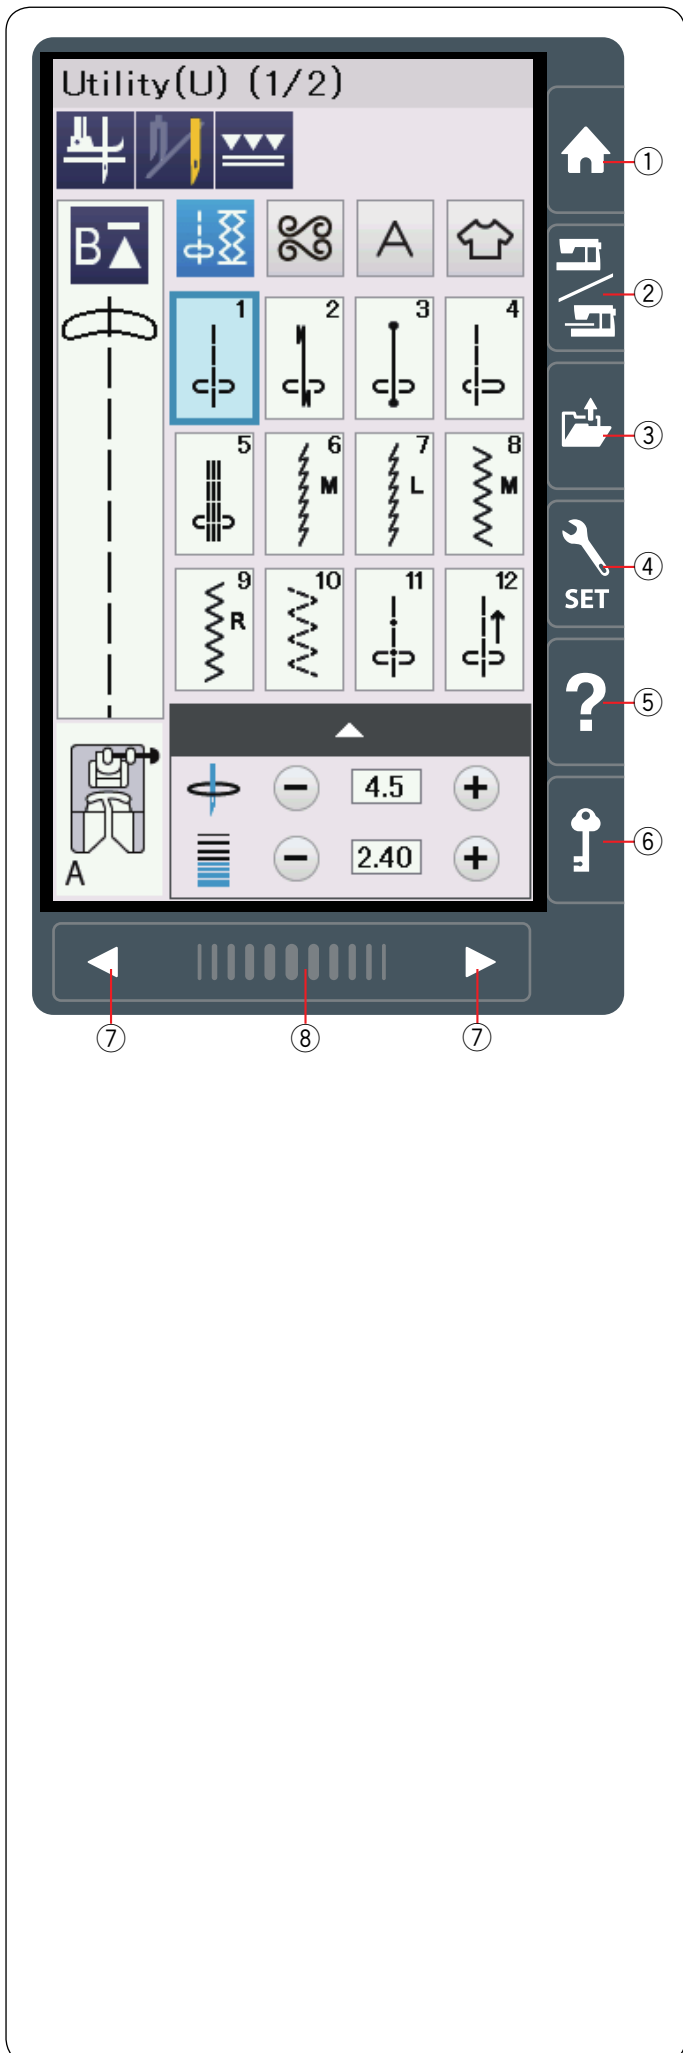 Utility(U) (1/2)
B
A
1 2 3 4
5 6 M 7 L 8 M
9 R 10 11 12
4.5
2.40
A
SET
①
②
③
④
⑤
?
⑥
⑦ ⑧ ⑦